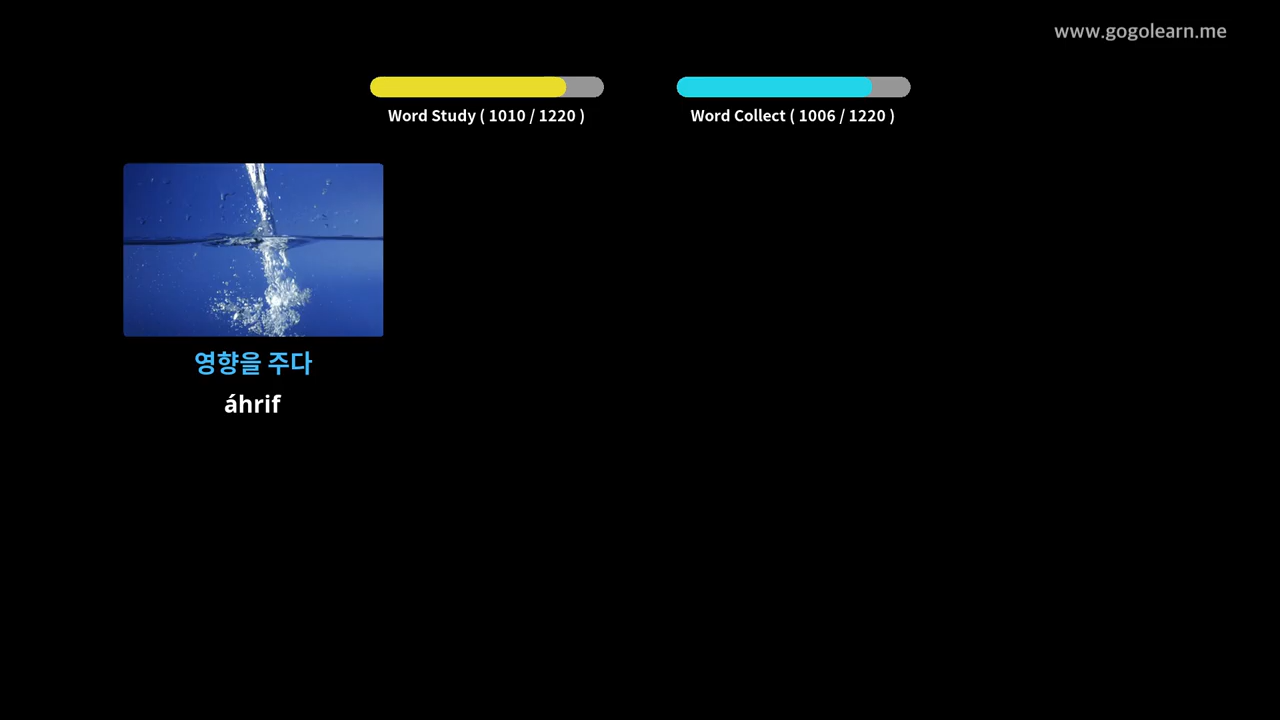 www.gogolearn.me
Word Study ( 1010 / 1220 )
Word Collect ( 1006 / 1220 )
영향을 주다
áhrif